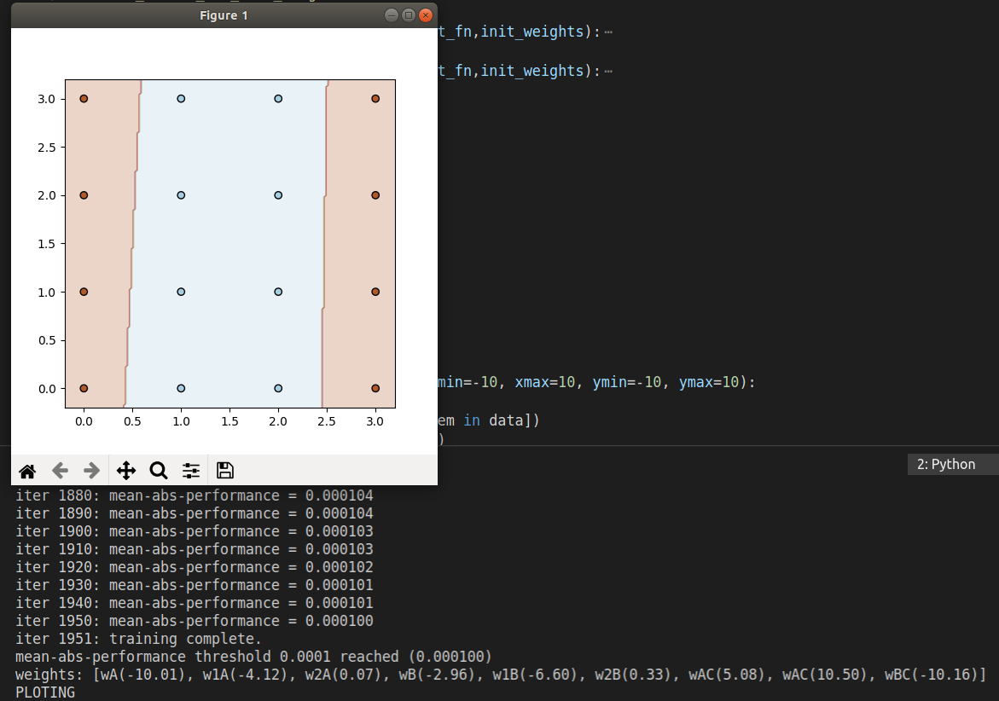 Figure 1
t_fn,init_weights):…
t_fn,init_weights):…
3.0
2.5
2.0
1.5
1.0
0.5
0.0
0.0 0.5 1.0 1.5 2.0 2.5 3.0
min=-10, xmax=10, ymin=-10, ymax=10):
em in data])
)
2: Python
iter 1880: mean-abs-performance = 0.000104
iter 1890: mean-abs-performance = 0.000104
iter 1900: mean-abs-performance = 0.000103
iter 1910: mean-abs-performance = 0.000103
iter 1920: mean-abs-performance = 0.000102
iter 1930: mean-abs-performance = 0.000101
iter 1940: mean-abs-performance = 0.000101
iter 1950: mean-abs-performance = 0.000100
iter 1951: training complete.
mean-abs-performance threshold 0.0001 reached (0.000100)
weights: [wA(-10.01), w1A(-4.12), w2A(0.07), wB(-2.96), w1B(-6.60), w2B(0.33), wAC(5.08), wAC(10.50), wBC(-10.16)]
PLOTING